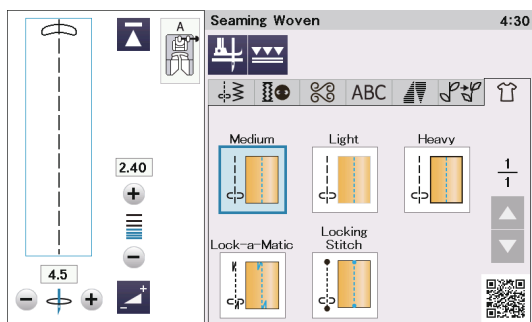 A
2.40
4.5
Seaming Woven 4:30
ABC
Medium Light Heavy
1
1
Lock-a-Matic Locking
Stitch